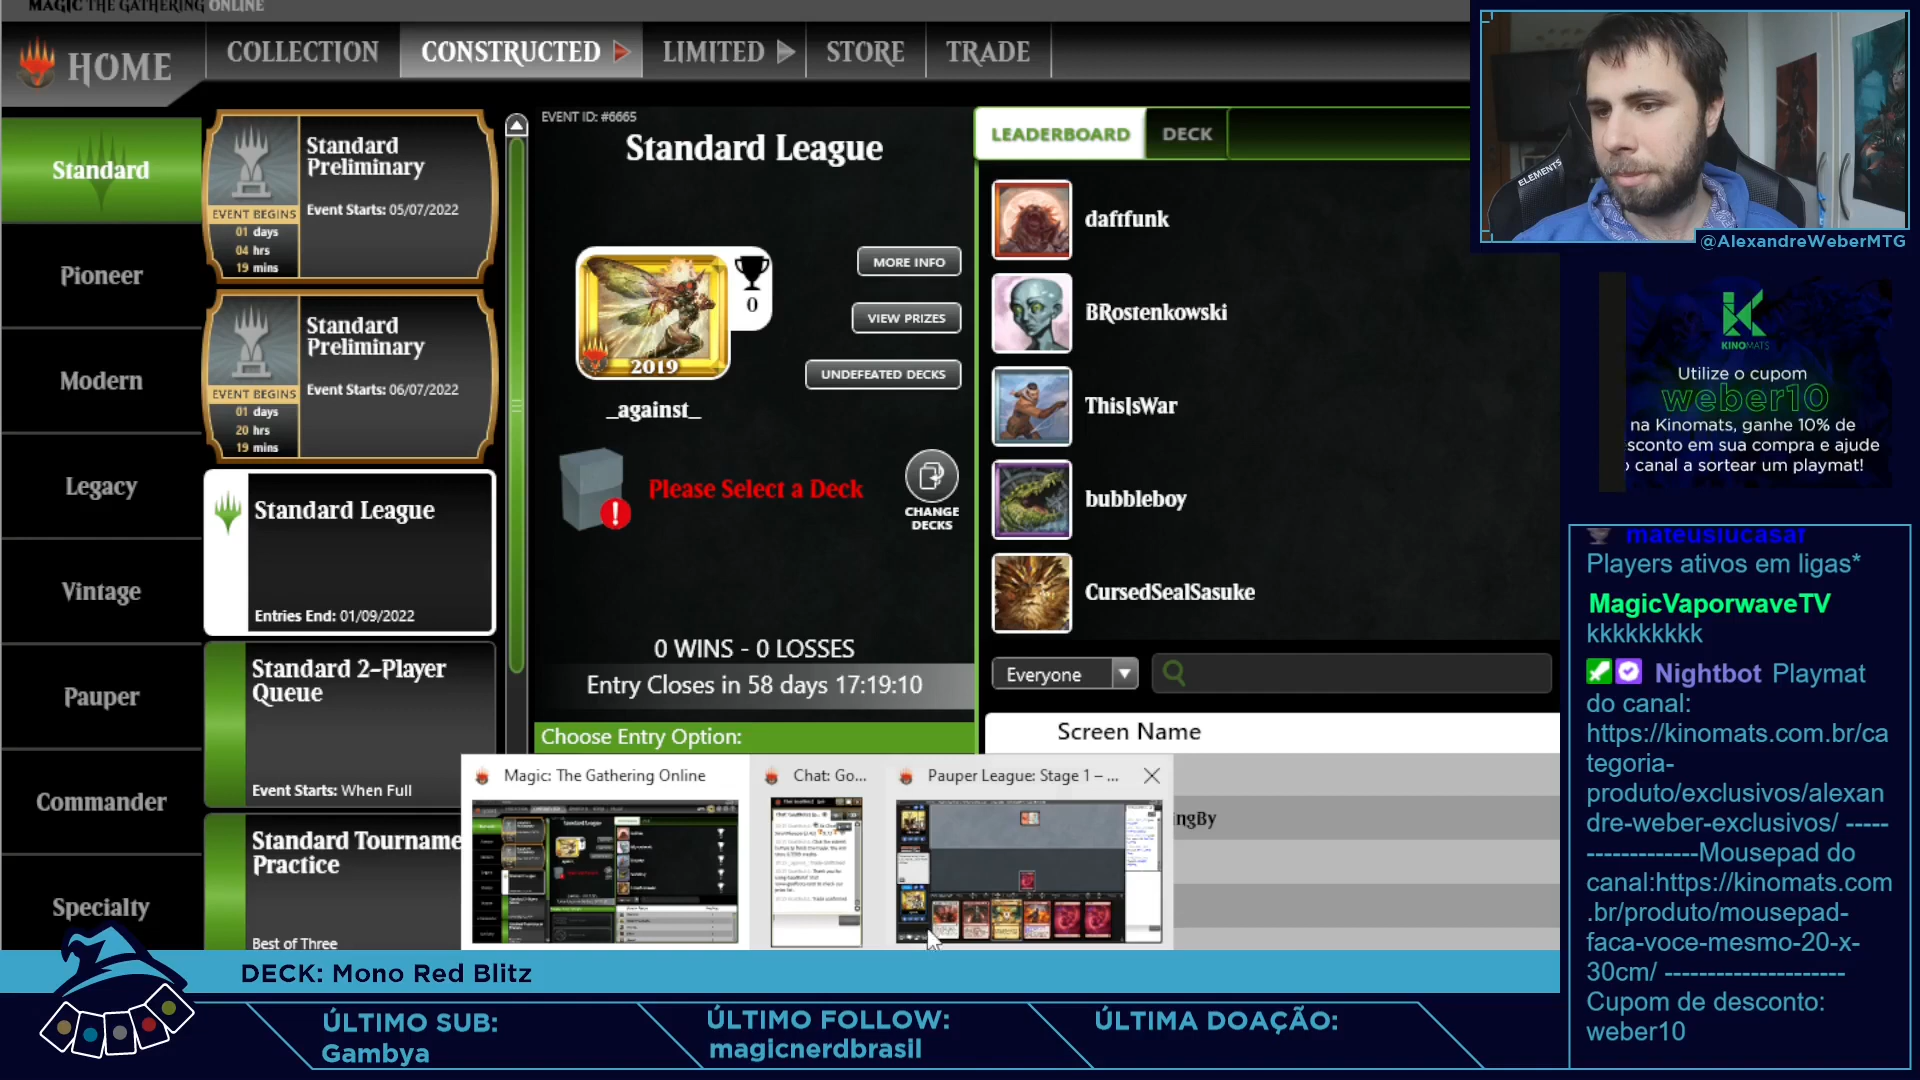 MAGIC THE GATHERING ONLINE
HOME
COLLECTION
CONSTRUCTED
LIMITED
STORE
TRADE
Standard
Pioneer
Modern
Legacy
Vintage
Pauper
Commander
Specialty
Standard
Preliminary
Event Starts: 05/07/2022
EVENT BEGINS
01 days
04 hrs
19 mins
Standard
Preliminary
Event Starts: 06/07/2022
EVENT BEGINS
01 days
20 hrs
19 mins
Standard League
Entries End: 01/09/2022
Standard 2-Player
Queue
Event Starts: When Full
Standard Tourname
Practice
Best of Three
EVENT ID: #6665
Standard League
0
2019
_against_
MORE INFO
VIEW PRIZES
UNDEFEATED DECKS
Please Select a Deck
CHANGE
DECKS
0 WINS - 0 LOSSES
Entry Closes in 58 days 17:19:10
Choose Entry Option:
LEADERBOARD
DECK
daftfunk
BRostenkowski
ThisIsWar
bubbleboy
CursedSealSasuke
Everyone
Screen Name
ingBy
Magic: The Gathering Online
Chat: Go...
Pauper League: Stage 1 – ...
ELEMENTS
@AlexandreWeberMTG
KINOMATS
Utilize o cupom
weber10
na Kinomats, ganhe 10% de
sconto em sua compra e ajude
o canal a sortear um playmat!
mateuslucasaf
Players ativos em ligas*
MagicVaporwaveTV
kkkkkkkkk
Nightbot Playmat
do canal:
https://kinomats.com.br/ca
tegoria-
produto/exclusivos/alexan
dre-weber-exclusivos/ -----
-------------Mousepad do
canal:https://kinomats.com
.br/produto/mousepad-
faca-voce-mesmo-20-x-
30cm/ ---------------------
Cupom de desconto:
weber10
DECK: Mono Red Blitz
ÚLTIMO SUB:
Gambya
ÚLTIMO FOLLOW:
magicnerdbrasil
ÚLTIMA DOAÇÃO: